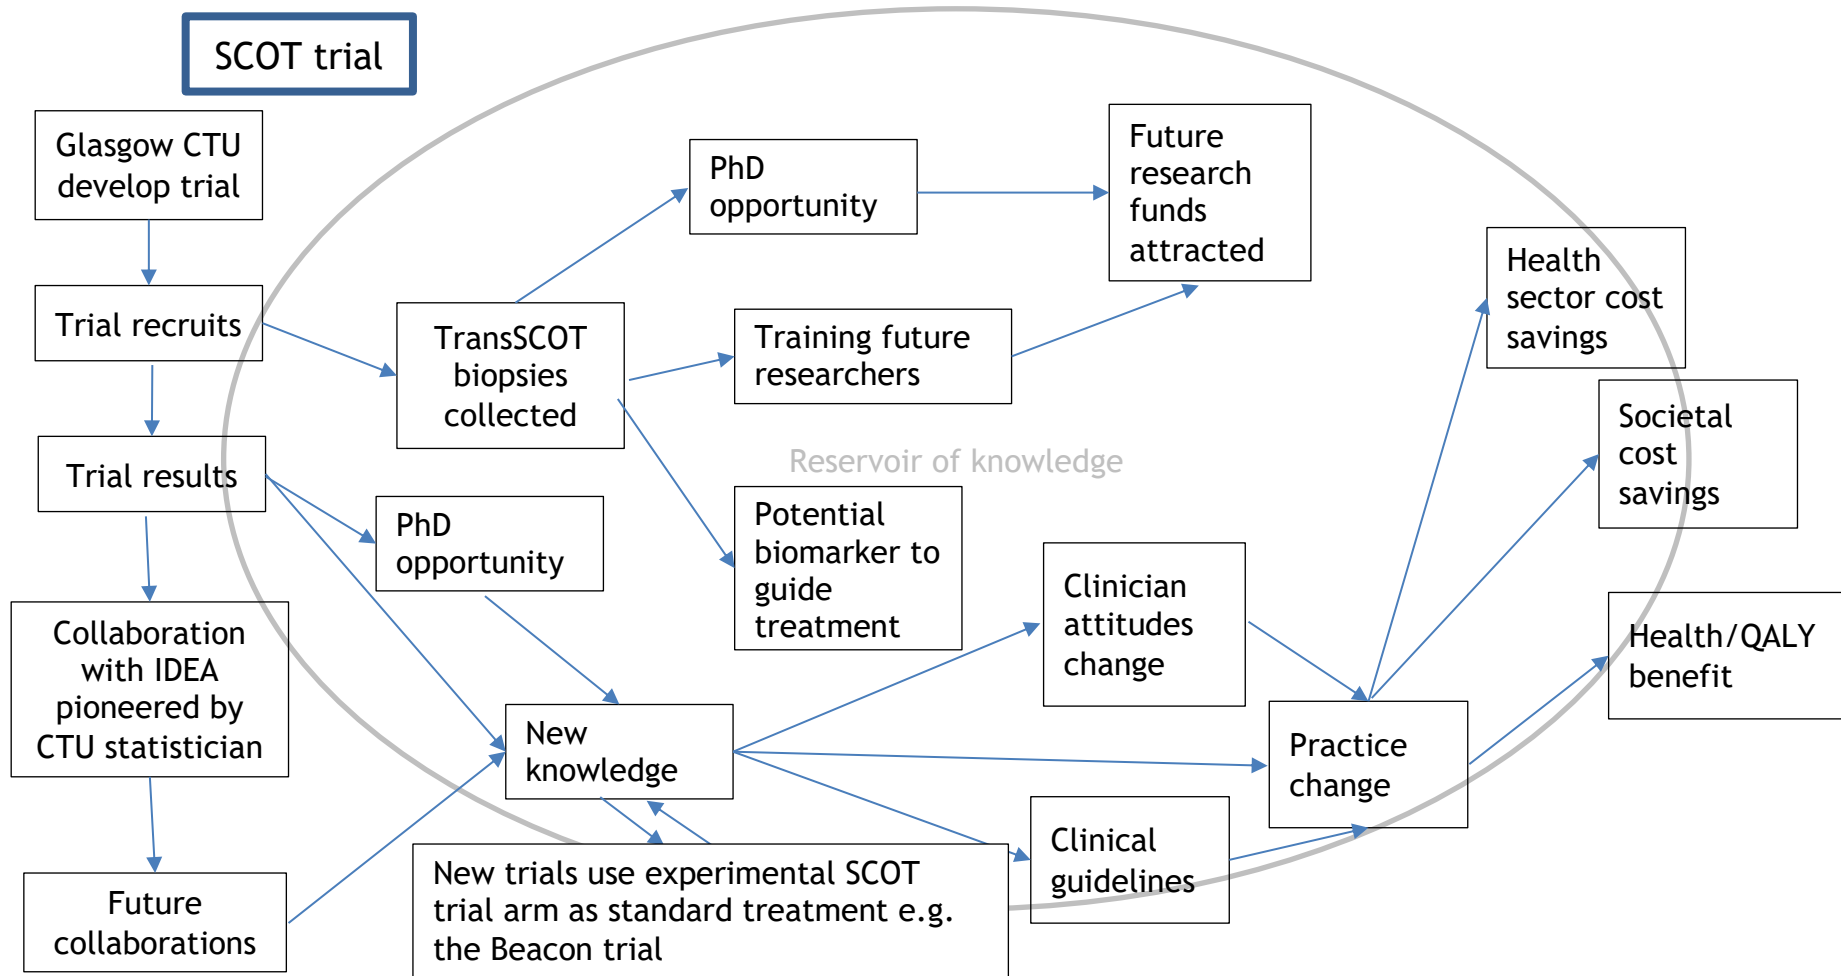 SCOT trial
Glasgow CTU
develop trial
Trial recruits
Trial results
Collaboration
with IDEA
pioneered by
CTU statistician
Future
collaborations
TransSCOT
biopsies
collected
PhD
opportunity
PhD
opportunity
Training future
researchers
Future
research
funds
attracted
Reservoir of knowledge
Potential
biomarker to
guide
treatment
New
knowledge
New trials use experimental SCOT
trial arm as standard treatment e.g.
the Beacon trial
Clinician
attitudes
change
Clinical
guidelines
Practice
change
Health
sector cost
savings
Societal
cost
savings
Health/QALY
benefit